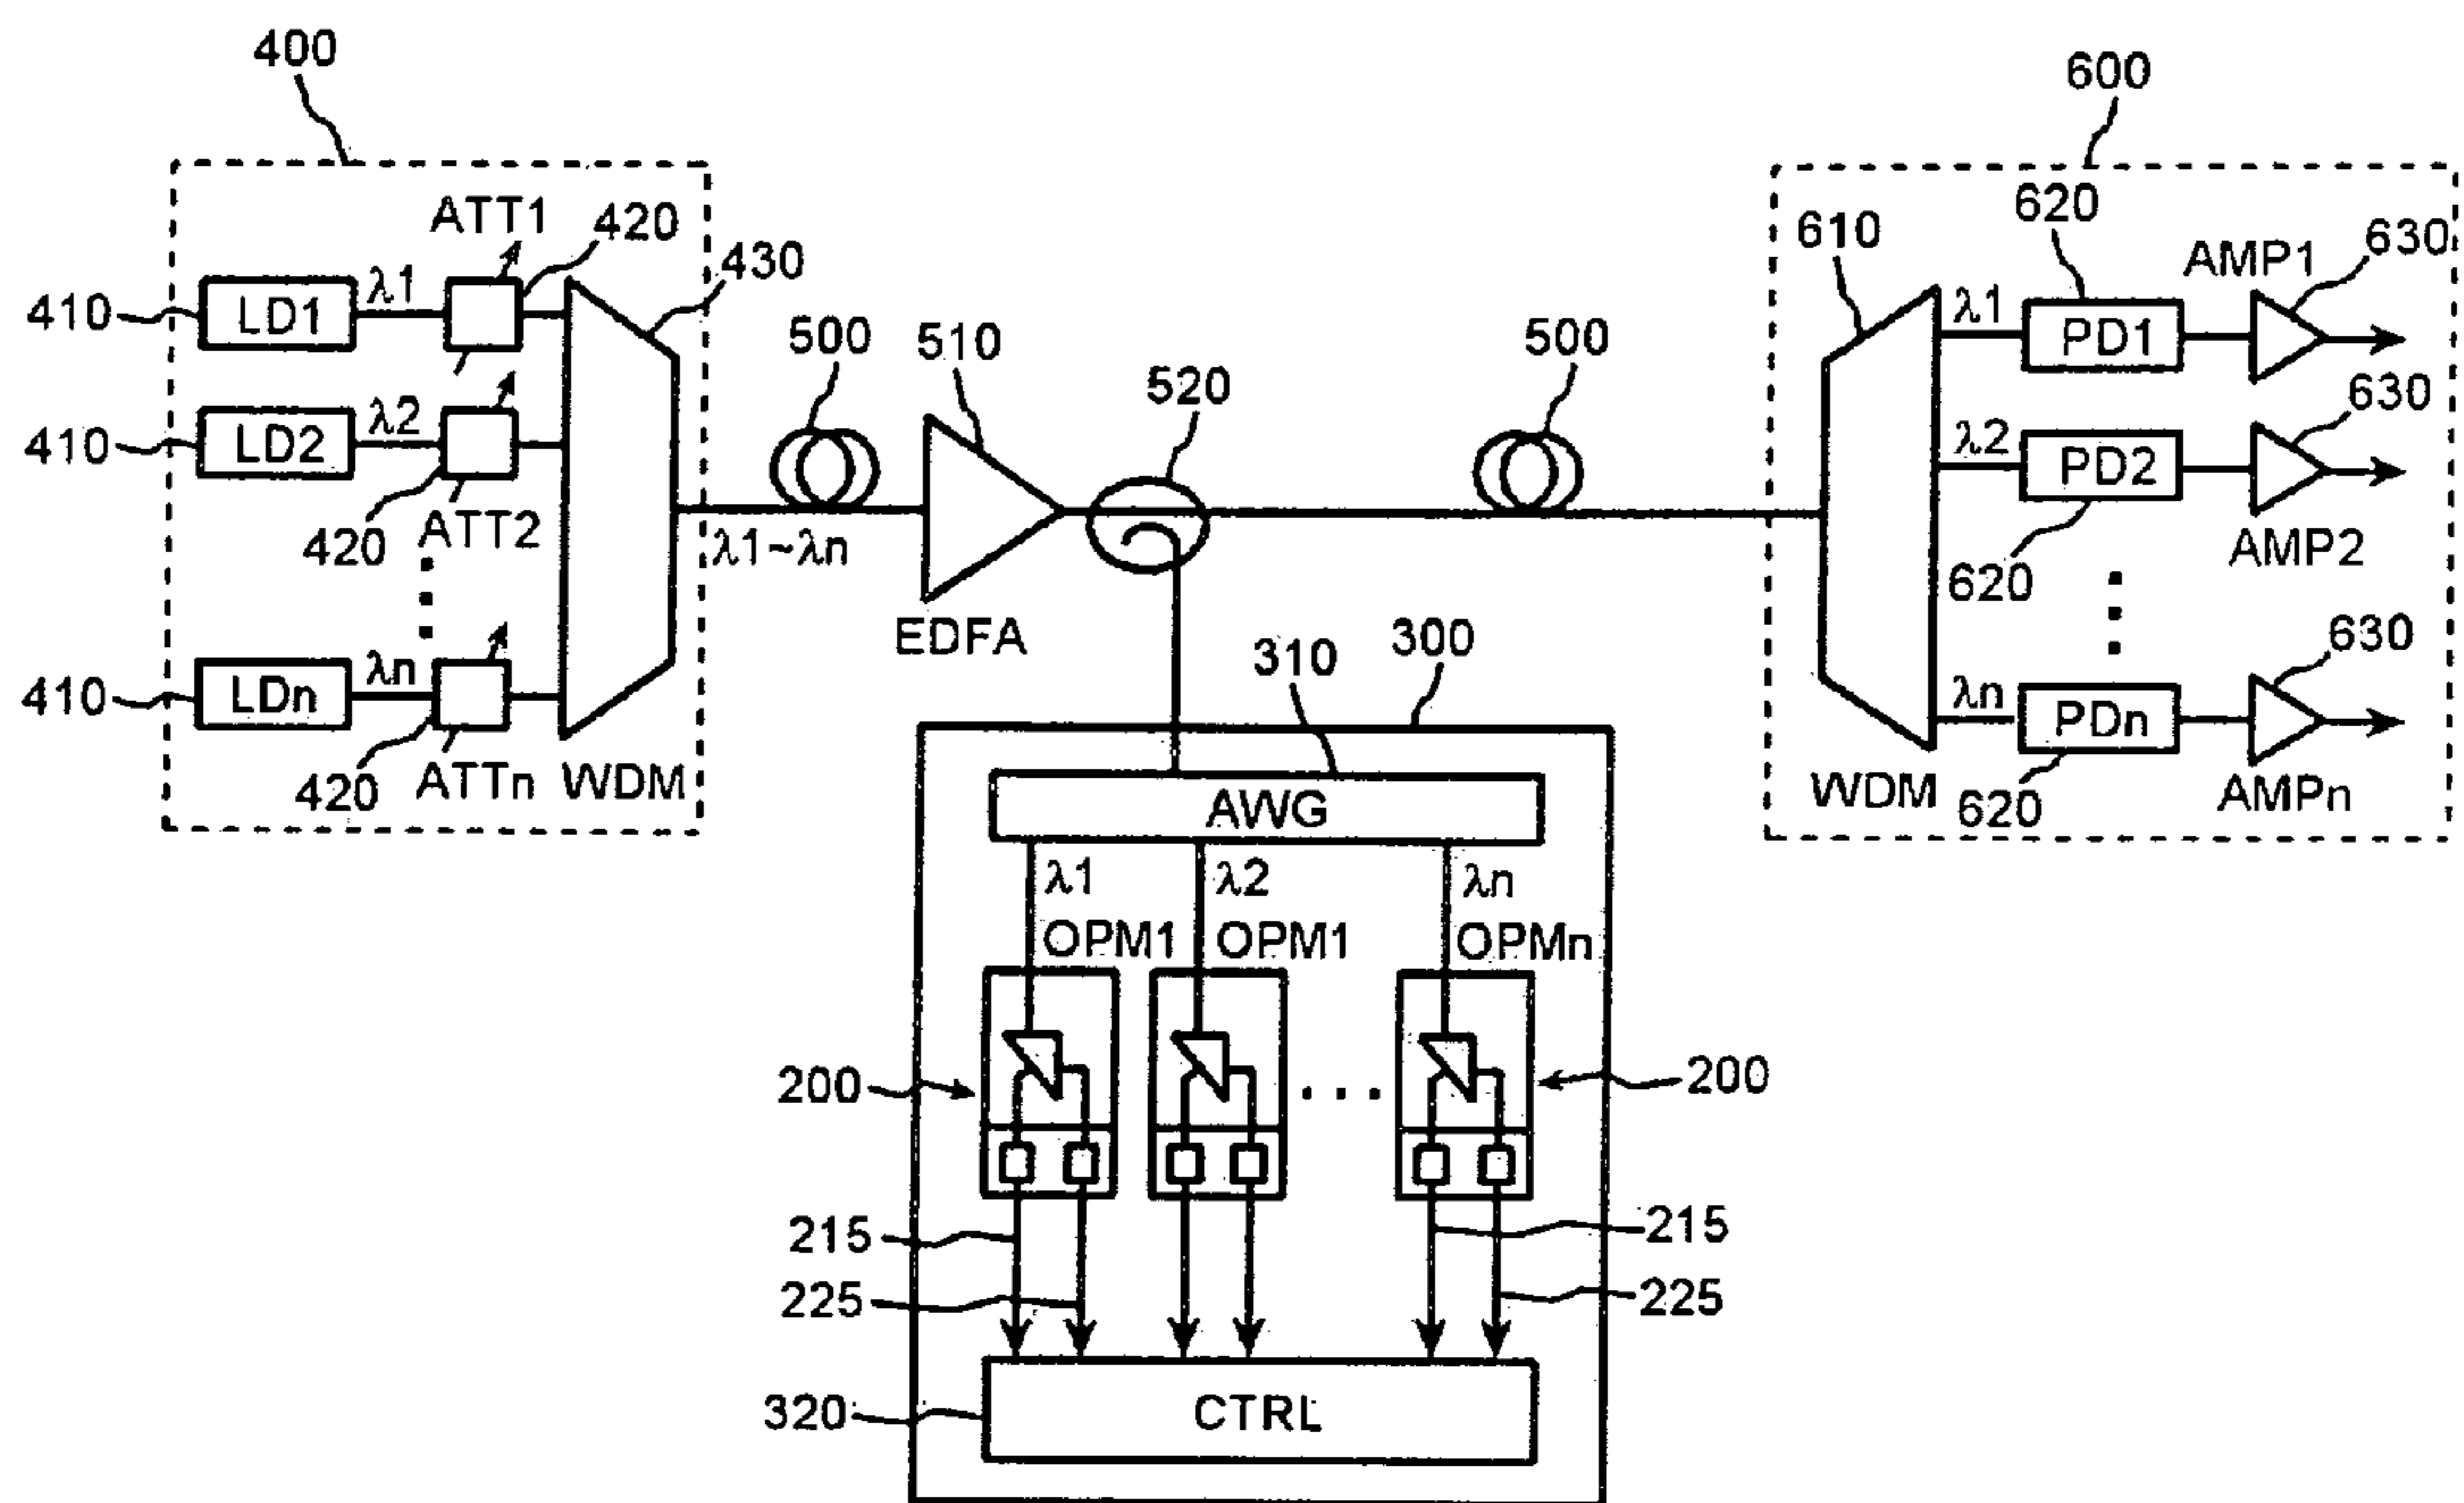 400
600
ATT1
420
620
610
630
430
AMP1
410
LD1
λ1
500
510
500
λ1
PD1
520
630
410
LD2
λ2
λ2
PD2
420
ATT2
λ1~λn
AMP2
620
EDFA
300
630
310
410
LDn
λn
λn
PDn
420
ATTn
WDM
WDM
620
AMPn
AWG
λ1
λ2
λn
OPM1
OPM1
OPMn
200
...
200
215
215
225
225
320
CTRL